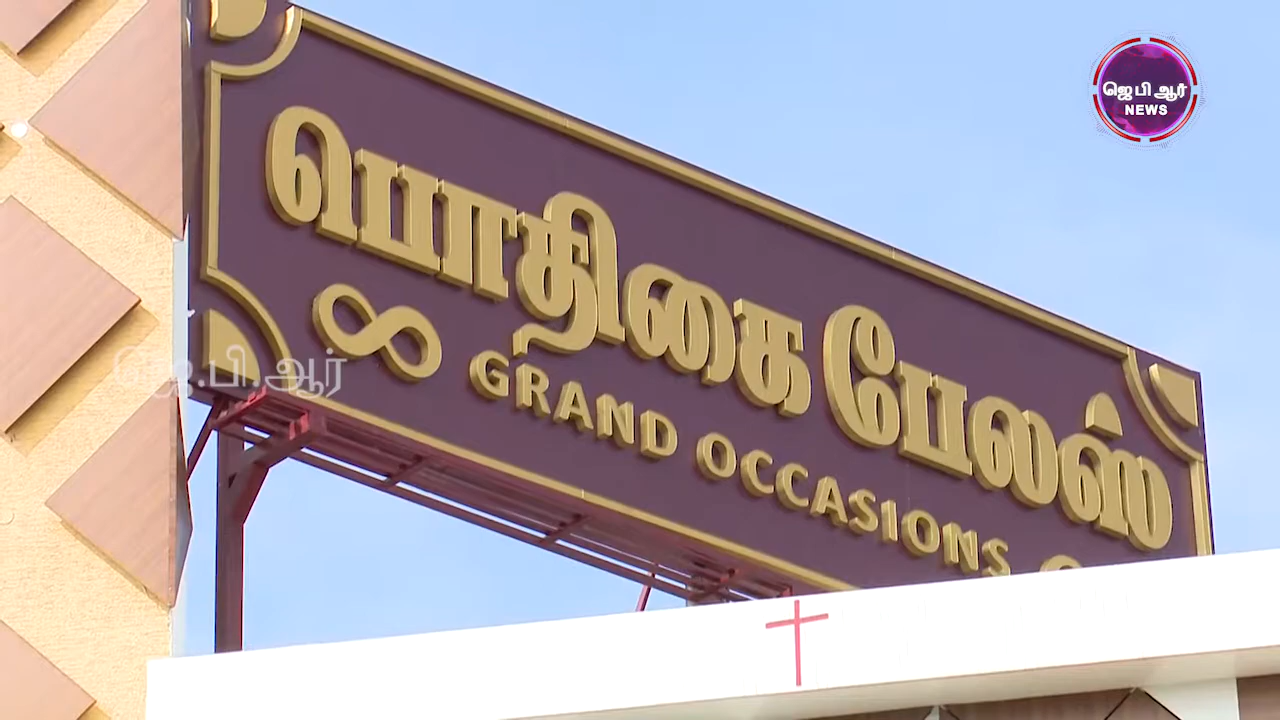 ஜெ பி ஆர்
NEWS
பொதிகை பேலஸ்
GRAND OCCASIONS
ஜெ.பி.ஆர்